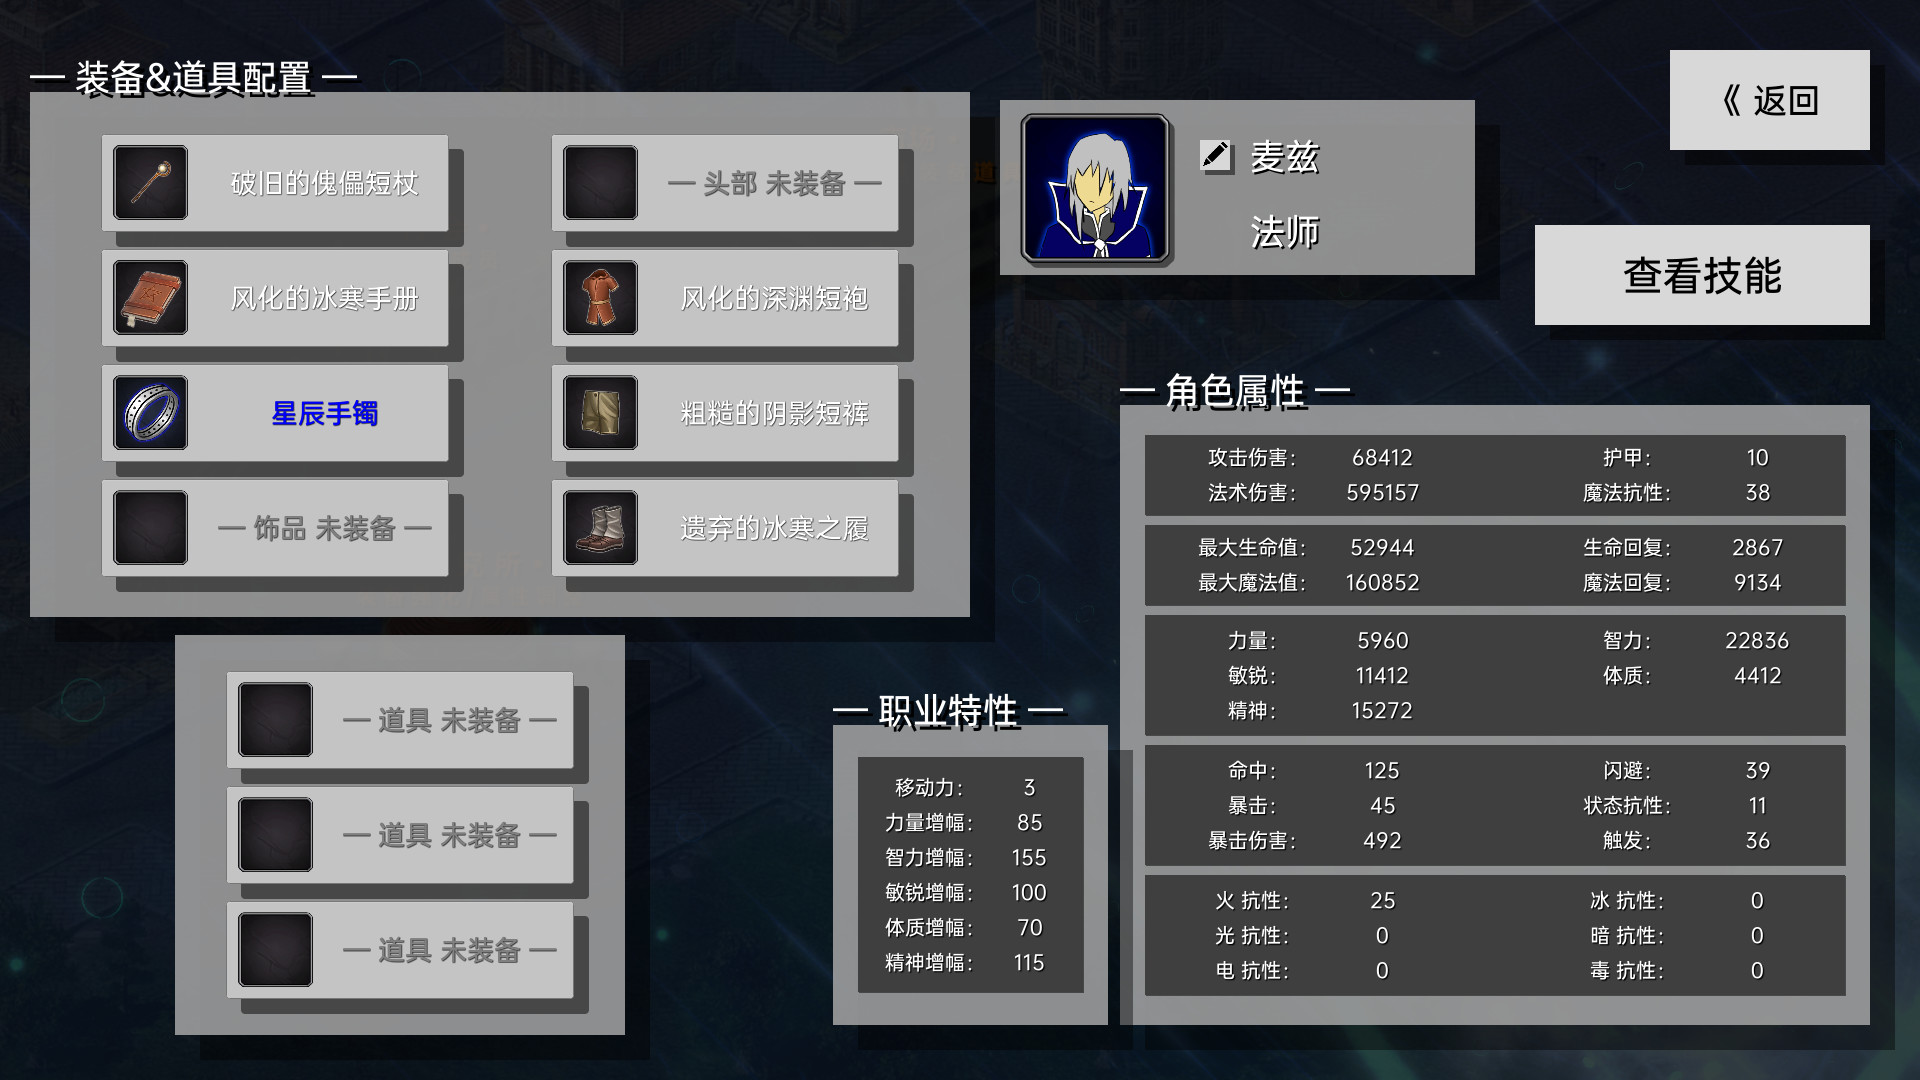 — 装备&道具配置 —
破旧的傀儡短杖
— 头部 未装备 —
风化的冰寒手册
风化的深渊短袍
星辰手镯
粗糙的阴影短裤
— 饰品 未装备 —
遗弃的冰寒之履
— 道具 未装备 —
— 道具 未装备 —
— 道具 未装备 —
麦兹
法师
《 返回
查看技能
— 职业特性 —
移动力: 3
力量增幅: 85
智力增幅: 155
敏锐增幅: 100
体质增幅: 70
精神增幅: 115
— 角色属性 —
攻击伤害: 68412 护甲: 10
法术伤害: 595157 魔法抗性: 38
最大生命值: 52944 生命回复: 2867
最大魔法值: 160852 魔法回复: 9134
力量: 5960 智力: 22836
敏锐: 11412 体质: 4412
精神: 15272
命中: 125 闪避: 39
暴击: 45 状态抗性: 11
暴击伤害: 492 触发: 36
火 抗性: 25 冰 抗性: 0
光 抗性: 0 暗 抗性: 0
电 抗性: 0 毒 抗性: 0